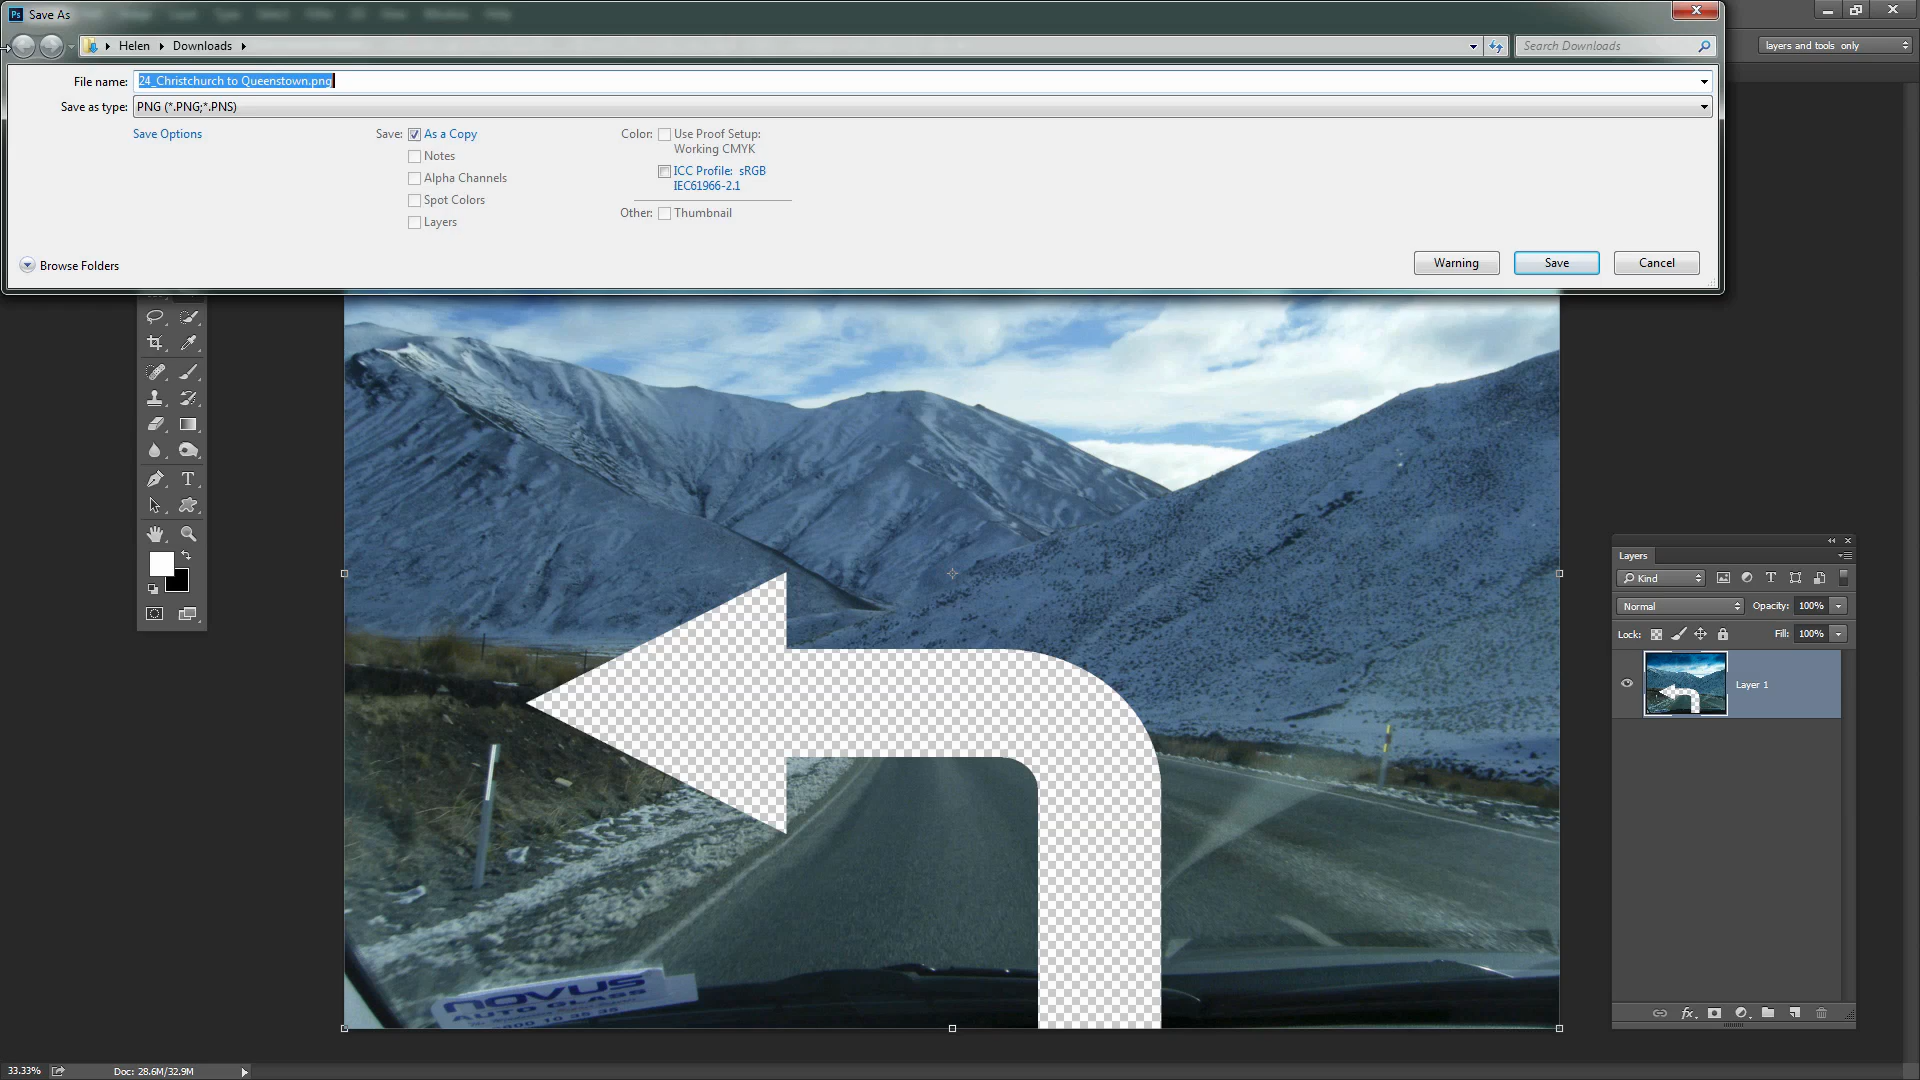 Save As
Helen
Downloads
Search Downloads
layers and tools only
File name: 24_Christchurch to Queenstown.png
Save as type: PNG (*.PNG;*.PNS)
Save Options
Save: As a Copy
Notes
Alpha Channels
Spot Colors
Layers
Color: Use Proof Setup:
Working CMYK
ICC Profile: sRGB
IEC61966-2.1
Other: Thumbnail
Browse Folders
Warning
Save
Cancel
Layers
Kind
Normal
Opacity: 100%
Lock:
Fill: 100%
Layer 1
NOVUS
AUTO GLASS
33.33%
Doc: 28.6M/32.9M